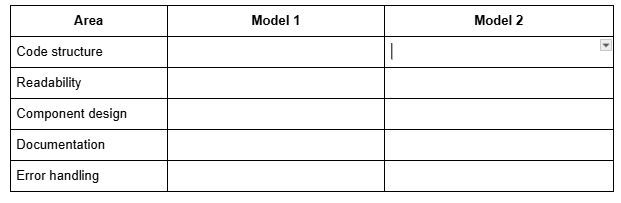 Area Model 1 Model 2
Code structure
Readability
Component design
Documentation
Error handling